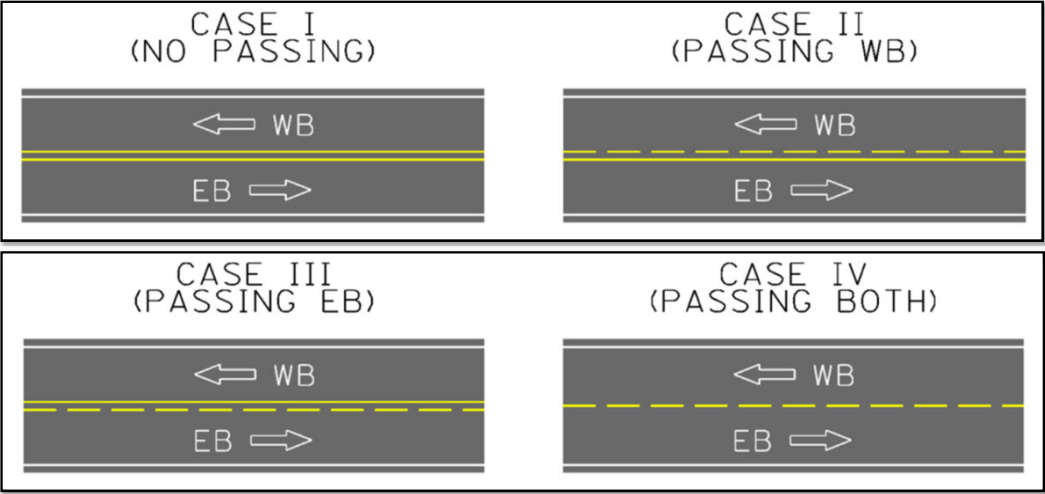 CASE I
(NO PASSING)
WB
EB
CASE II
(PASSING WB)
WB
EB
CASE III
(PASSING EB)
WB
EB
CASE IV
(PASSING BOTH)
WB
EB